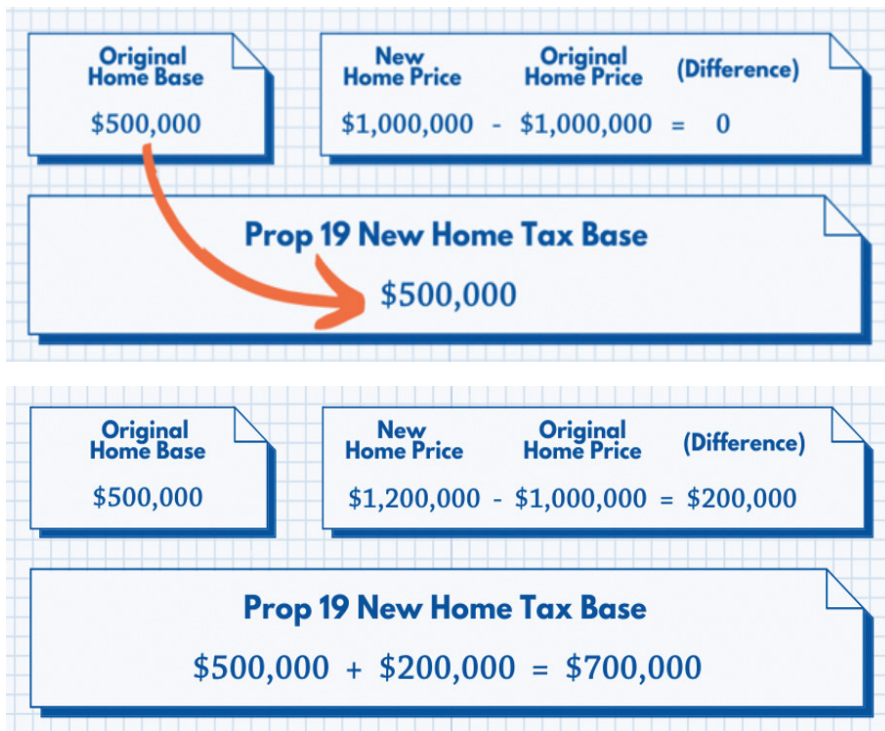 Original
Home Base
$500,000
New
Home Price
Original
Home Price
(Difference)
$1,000,000 - $1,000,000 = 0
Prop 19 New Home Tax Base
$500,000
Original
Home Base
$500,000
New
Home Price
Original
Home Price
(Difference)
$1,200,000 - $1,000,000 = $200,000
Prop 19 New Home Tax Base
$500,000 + $200,000 = $700,000